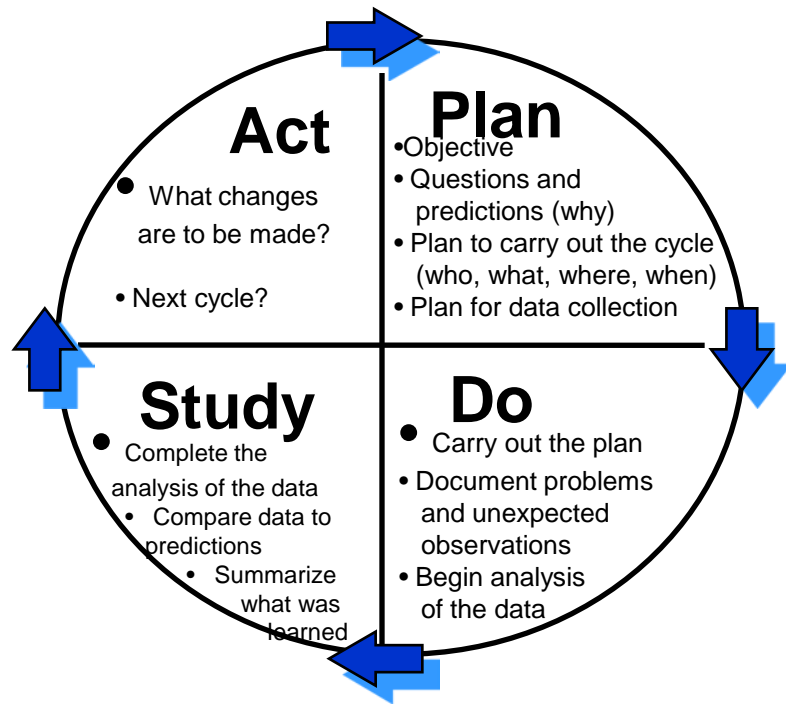 Act
• What changes
are to be made?
• Next cycle?
Plan
•Objective
• Questions and
predictions (why)
• Plan to carry out the cycle
(who, what, where, when)
• Plan for data collection
Study
• Complete the
analysis of the data
• Compare data to
predictions
• Summarize
what was
learned
Do
• Carry out the plan
• Document problems
and unexpected
observations
• Begin analysis
of the data